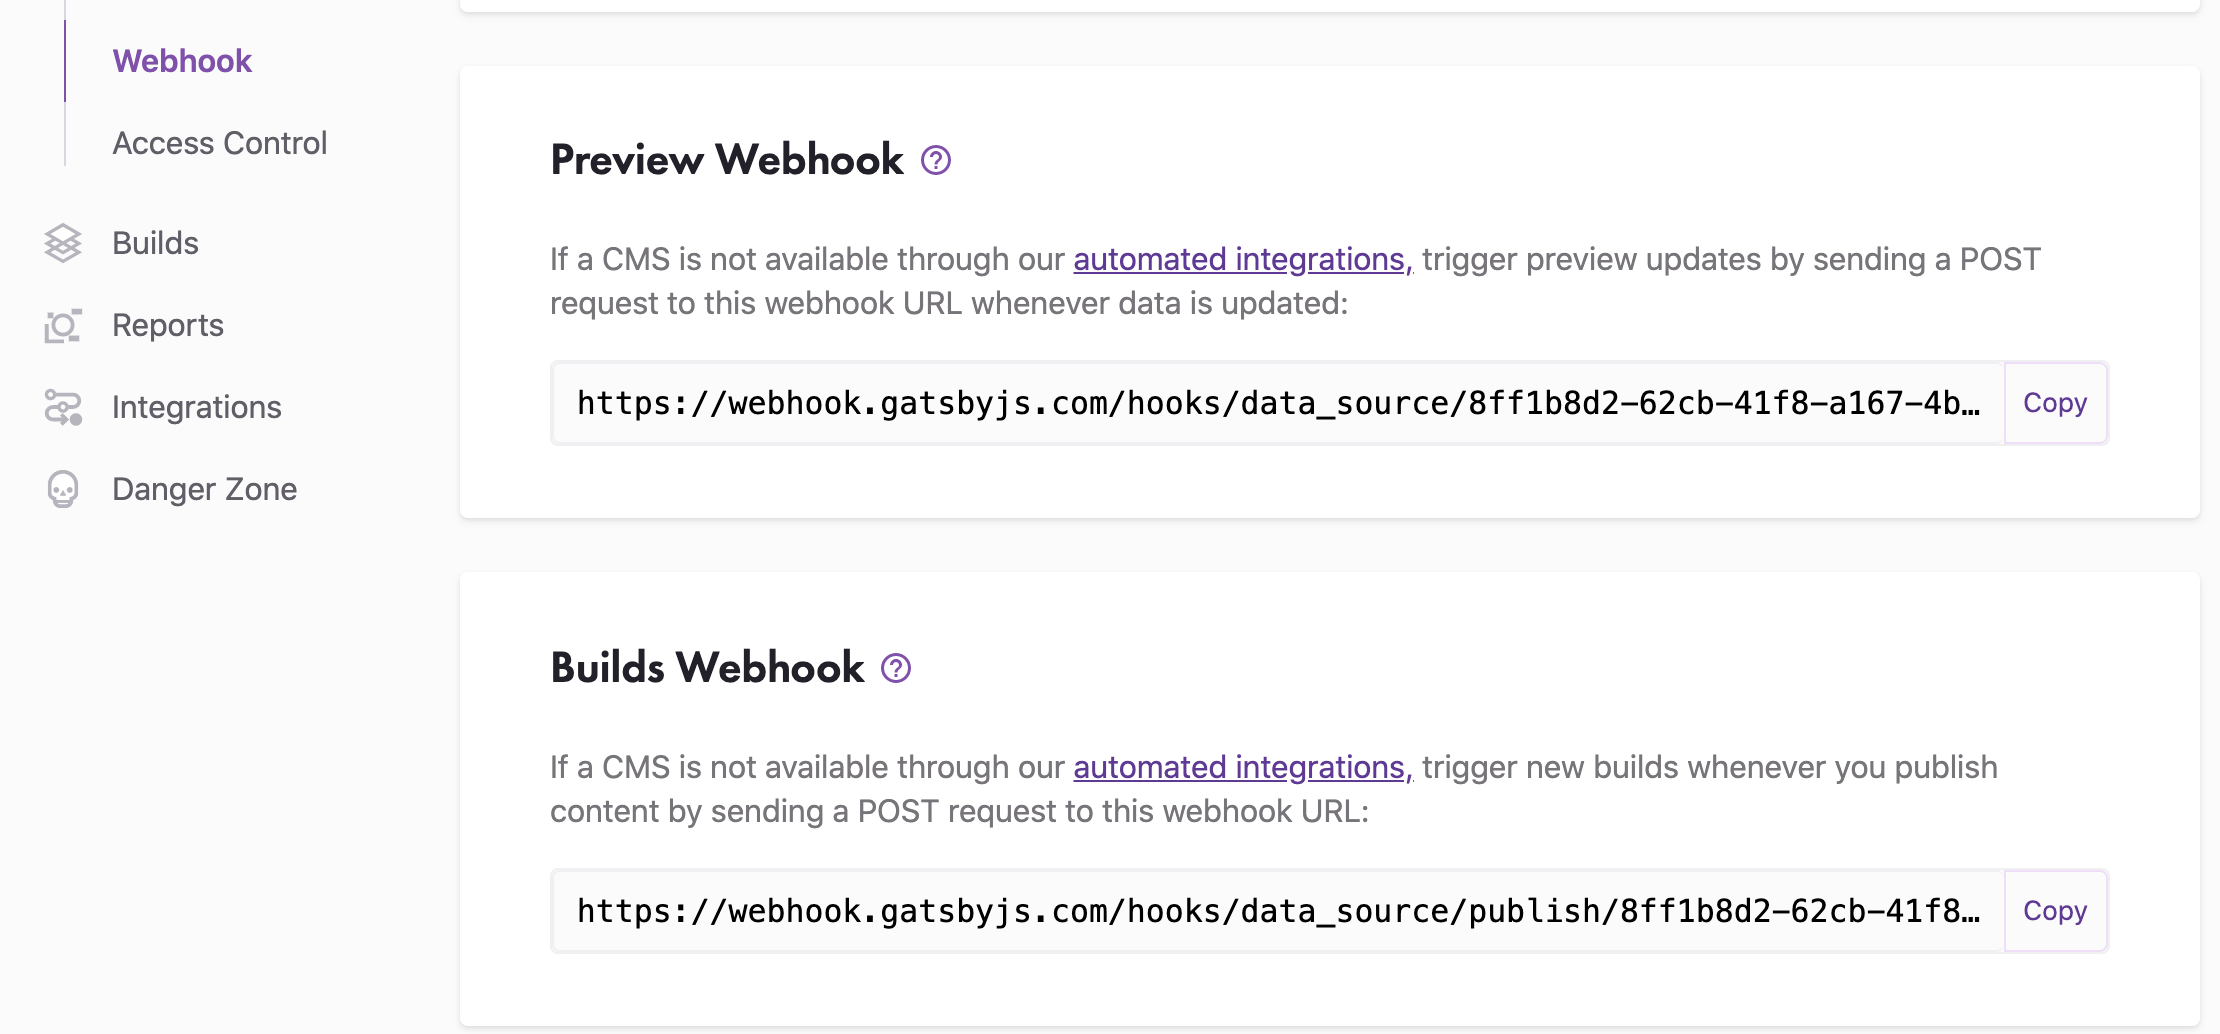 Webhook
Access Control
Builds
Reports
Integrations
Danger Zone
Preview Webhook
If a CMS is not available through our automated integrations, trigger preview updates by sending a POST
request to this webhook URL whenever data is updated:
https://webhook.gatsbyjs.com/hooks/data_source/8ff1b8d2-62cb-41f8-a167-4b…
Copy
Builds Webhook
If a CMS is not available through our automated integrations, trigger new builds whenever you publish
content by sending a POST request to this webhook URL:
https://webhook.gatsbyjs.com/hooks/data_source/publish/8ff1b8d2-62cb-41f8…
Copy